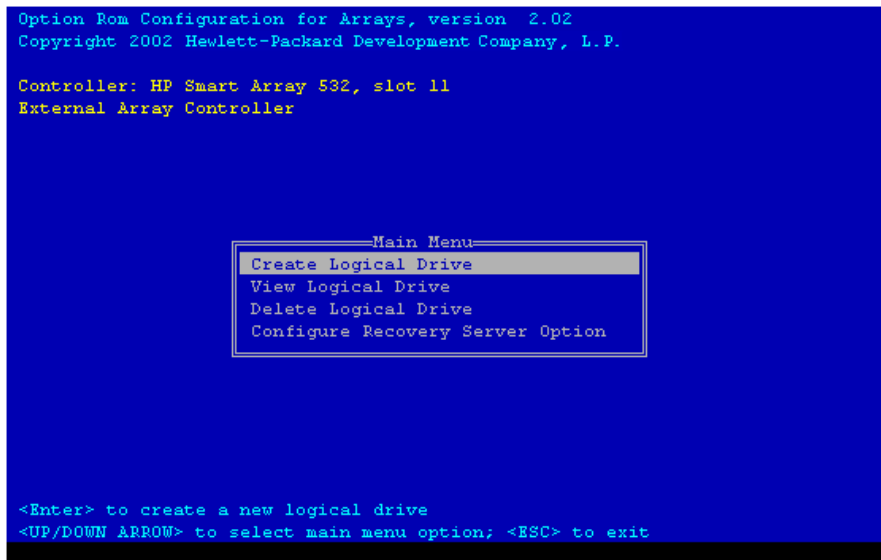 Option Rom Configuration for Arrays, version  2.02
Copyright 2002 Hewlett-Packard Development Company, L.P.
Controller: HP Smart Array 532, slot 11
External Array Controller
Main Menu
Create Logical Drive
View Logical Drive
Delete Logical Drive
Configure Recovery Server Option
<Enter> to create a new logical drive
<UP/DOWN ARROW> to select main menu option; <ESC> to exit